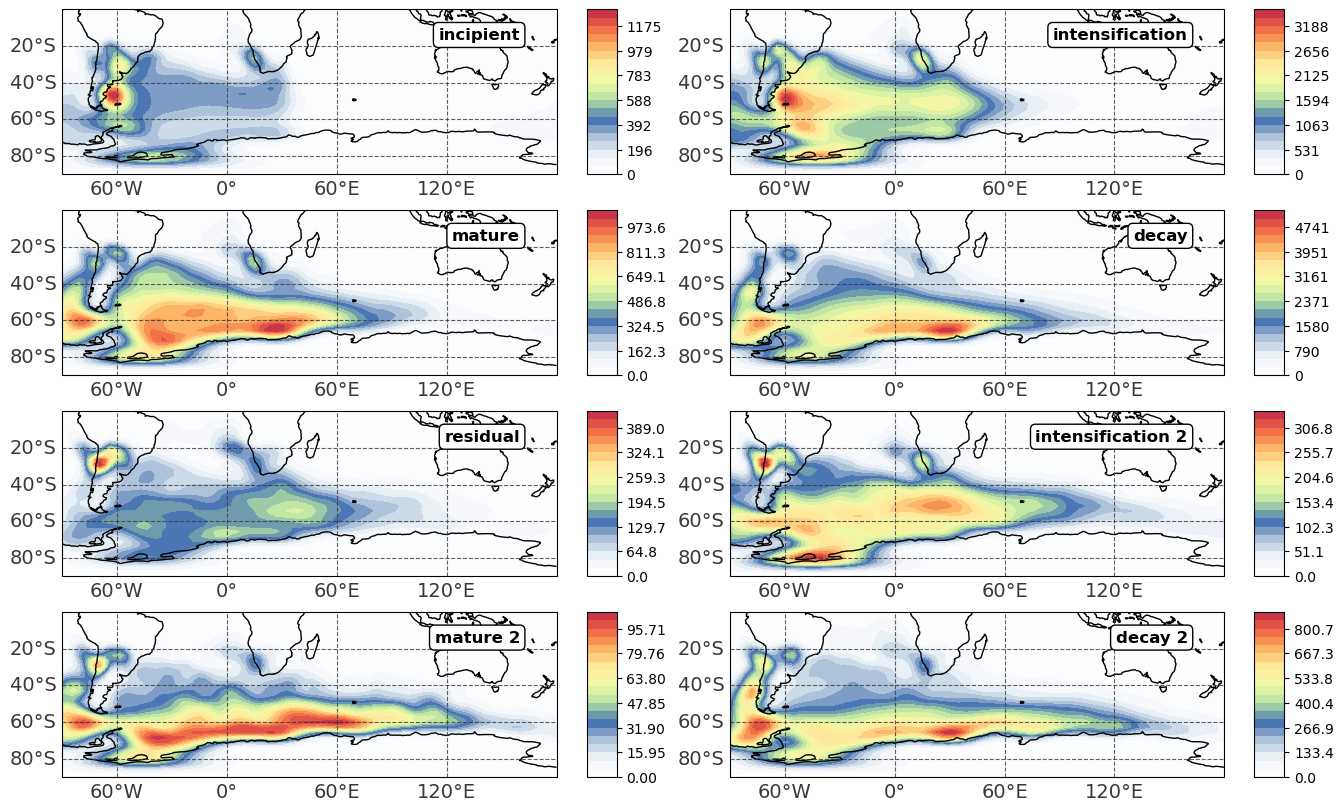 incipient
20°S
40°S
60°S
80°S
60°W
0°
60°E
120°E
1175
979
783
588
392
196
0
intensification
20°S
40°S
60°S
80°S
60°W
0°
60°E
120°E
3188
2656
2125
1594
1063
531
0
mature
20°S
40°S
60°S
80°S
60°W
0°
60°E
120°E
973.6
811.3
649.1
486.8
324.5
162.3
0.0
decay
20°S
40°S
60°S
80°S
60°W
0°
60°E
120°E
4741
3951
3161
2371
1580
790
0
residual
20°S
40°S
60°S
80°S
60°W
0°
60°E
120°E
389.0
324.1
259.3
194.5
129.7
64.8
0.0
intensification 2
20°S
40°S
60°S
80°S
60°W
0°
60°E
120°E
306.8
255.7
204.6
153.4
102.3
51.1
0.0
mature 2
20°S
40°S
60°S
80°S
60°W
0°
60°E
120°E
95.71
79.76
63.80
47.85
31.90
15.95
0.00
decay 2
20°S
40°S
60°S
80°S
60°W
0°
60°E
120°E
800.7
667.3
533.8
400.4
266.9
133.4
0.0